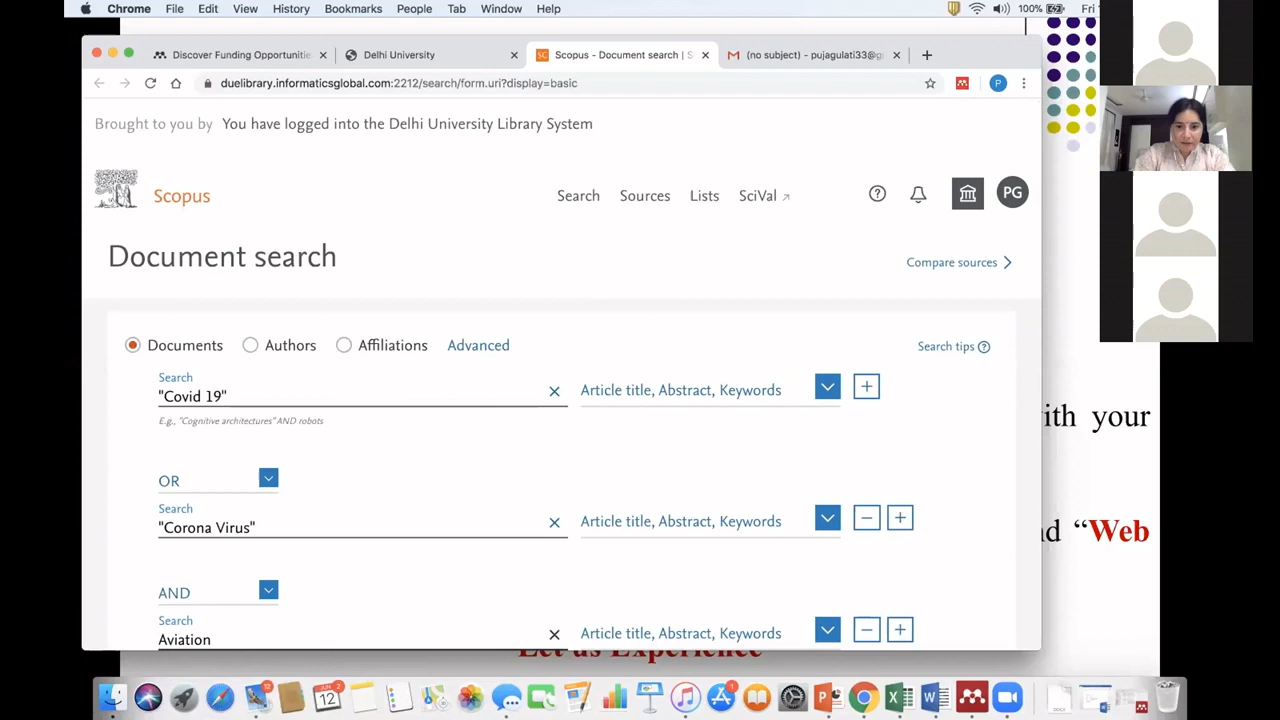 Chrome File Edit View History Bookmarks People Tab Window Help 100% Fri
Discover Funding Opportunitie
Delhi University
Scopus - Document search | S
(no subject) - pujagulati33@g
duelibrary.informaticsglobal.com:2212/search/form.uri?display=basic
P
Brought to you by You have logged into the Delhi University Library System
Scopus
Search Sources Lists SciVal
PG
Document search
Compare sources
Documents Authors Affiliations Advanced
Search tips
Search
"Covid 19"
Article title, Abstract, Keywords
E.g., "Cognitive architectures" AND robots
with your
OR
Search
"Corona Virus"
Article title, Abstract, Keywords
“Web
AND
Search
Aviation
Article title, Abstract, Keywords
Let us Experience
JUN
12